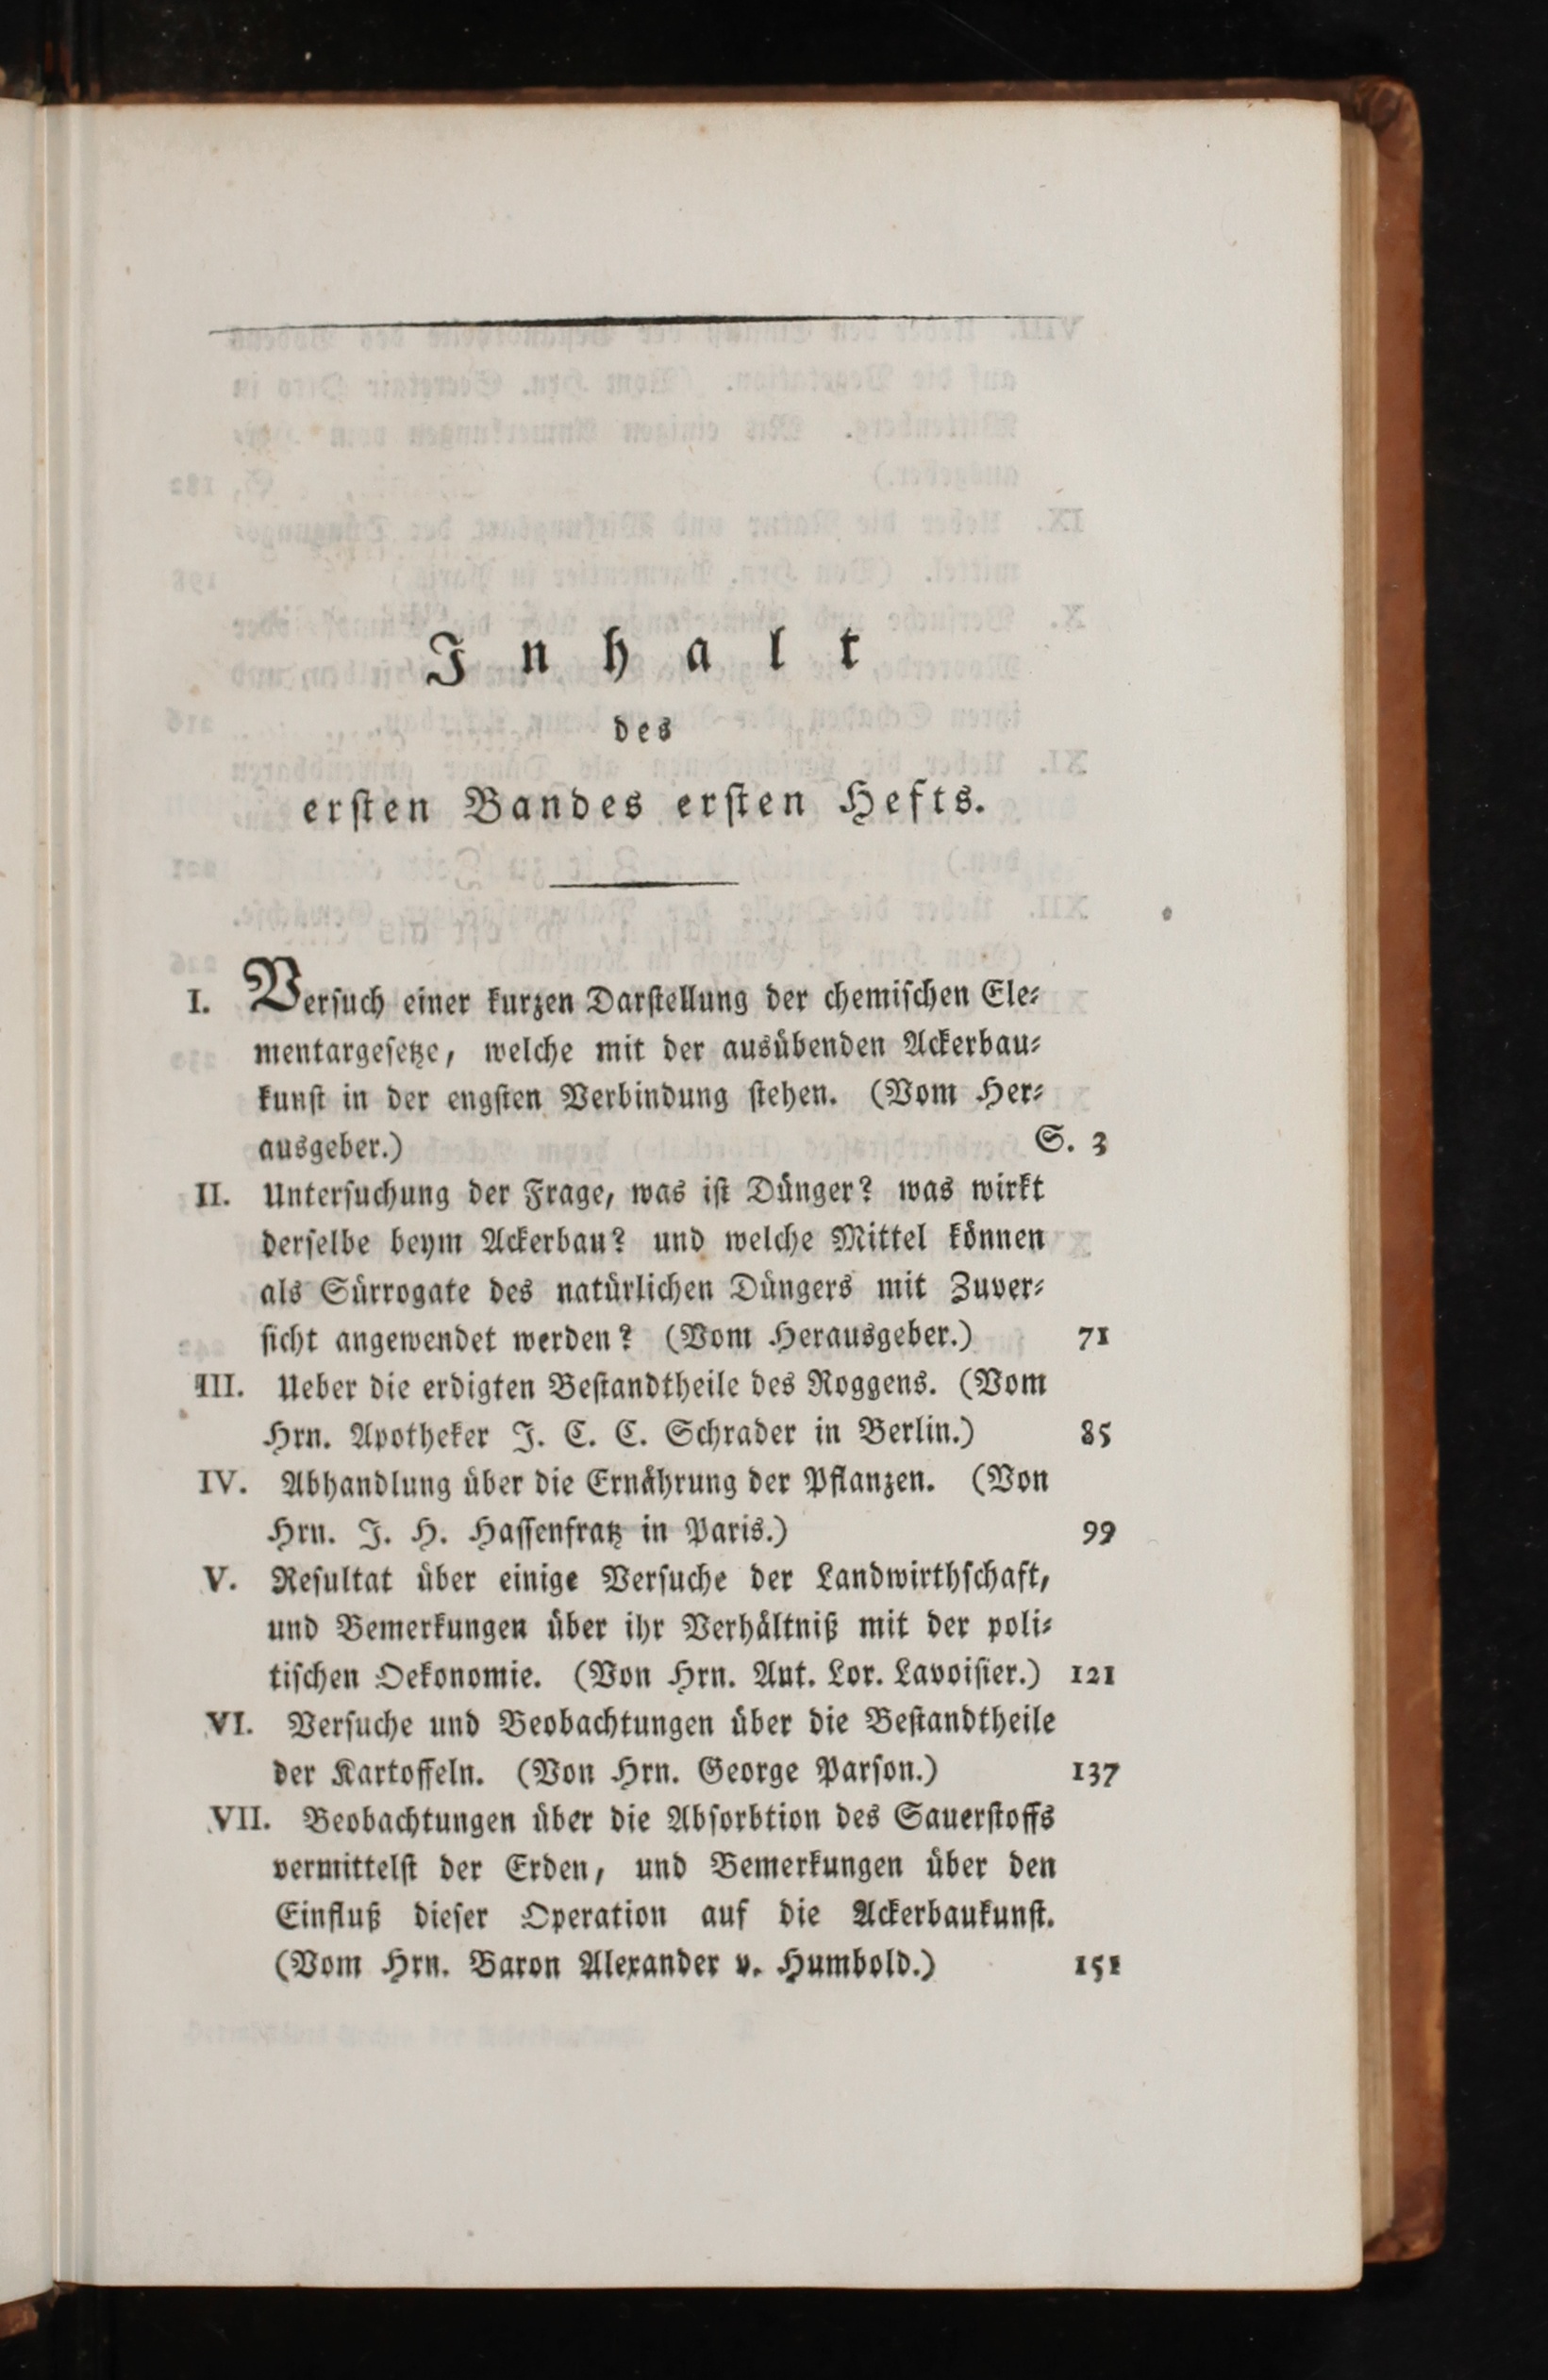 Inhalt
des
ersten Bandes ersten Hefts.
I. Versuch einer kurzen Darstellung der chemischen Ele-
mentargesetze, welche mit der ausübenden Ackerbau-
kunst in der engsten Verbindung stehen. (Vom Her-
ausgeber.) S. 3
II. Untersuchung der Frage, was ist Dünger? was wirkt
derselbe beym Ackerbau? und welche Mittel können
als Sürrogate des natürlichen Düngers mit Zuver-
sicht angewendet werden? (Vom Herausgeber.) 71
III. Ueber die erdigten Bestandtheile des Roggens. (Vom
Hrn. Apotheker J. C. C. Schrader in Berlin.) 85
IV. Abhandlung über die Ernährung der Pflanzen. (Von
Hrn. J. H. Hassenfratz in Paris.) 99
V. Resultat über einige Versuche der Landwirthschaft,
und Bemerkungen über ihr Verhältniß mit der poli-
tischen Oekonomie. (Von Hrn. Ant. Lor. Lavoisier.) 121
VI. Versuche und Beobachtungen über die Bestandtheile
der Kartoffeln. (Von Hrn. George Parson.) 137
VII. Beobachtungen über die Absorbtion des Sauerstoffs
vermittelst der Erden, und Bemerkungen über den
Einfluß dieser Operation auf die Ackerbaukunst.
(Vom Hrn. Baron Alexander v. Humbold.) 151